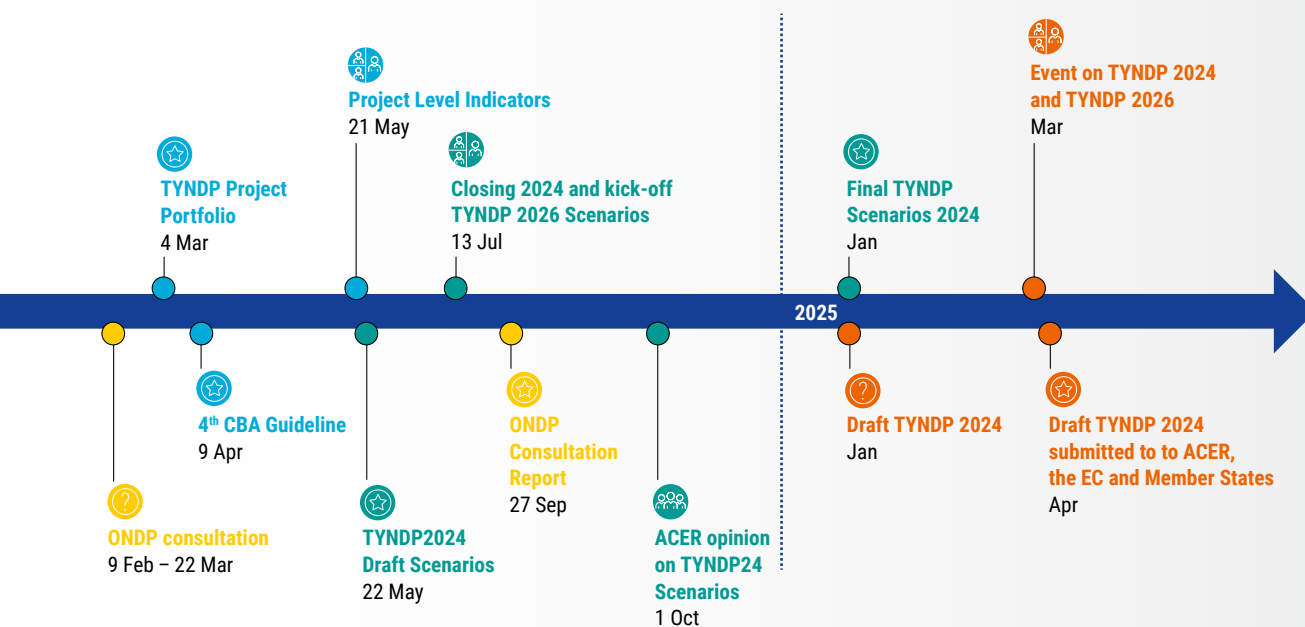 Event on TYNDP 2024
and TYNDP 2026
Mar
Project Level Indicators
21 May
TYNDP Project
Portfolio
4 Mar
Closing 2024 and kick-off
TYNDP 2026 Scenarios
13 Jul
Final TYNDP
Scenarios 2024
Jan
2025
4th CBA Guideline
9 Apr
ONDP
Consultation
Report
27 Sep
Draft TYNDP 2024
Jan
Draft TYNDP 2024
submitted to to ACER,
the EC and Member States
Apr
ONDP consultation
9 Feb – 22 Mar
TYNDP2024
Draft Scenarios
22 May
ACER opinion
on TYNDP24
Scenarios
1 Oct